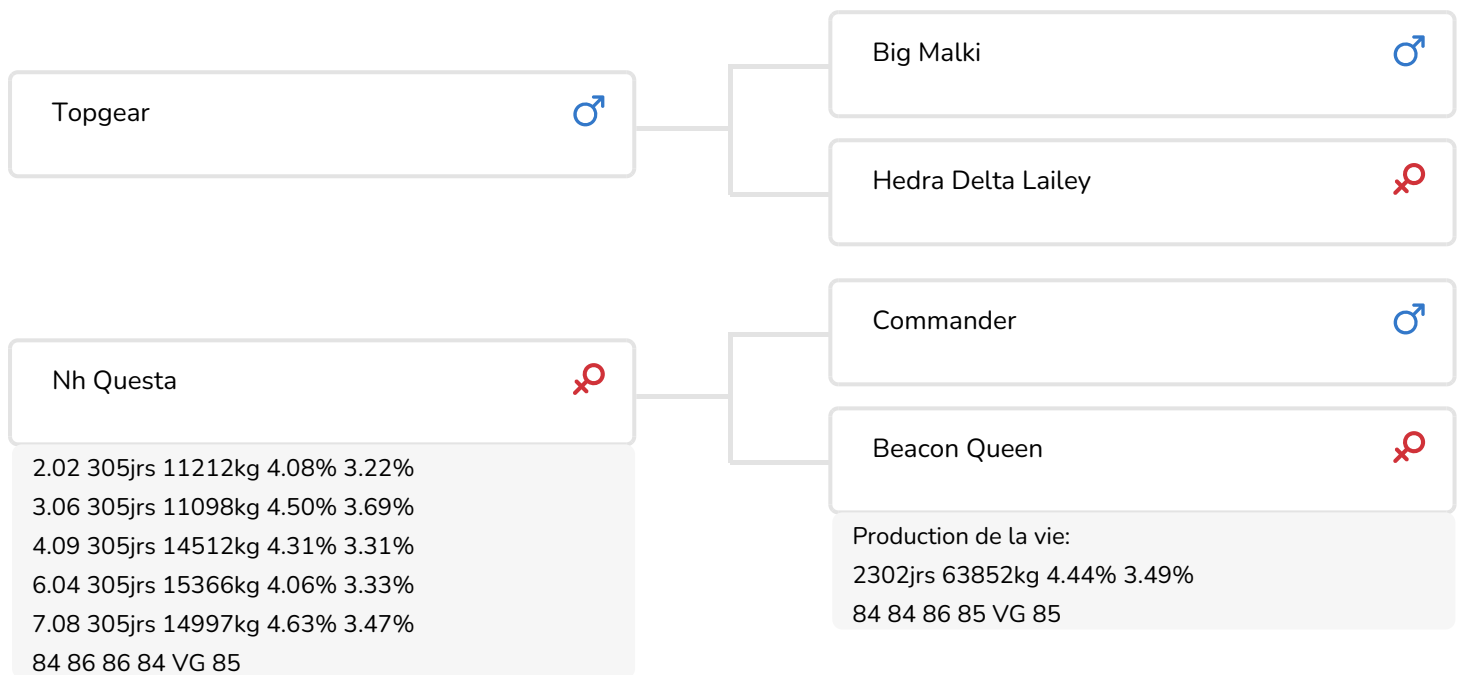 Topgear
Nh Questa
2.02 305jrs 11212kg 4.08% 3.22%
3.06 305jrs 11098kg 4.50% 3.69%
4.09 305jrs 14512kg 4.31% 3.31%
6.04 305jrs 15366kg 4.06% 3.33%
7.08 305jrs 14997kg 4.63% 3.47%
84 86 86 84 VG 85
Big Malki
Hedra Delta Lailey
Commander
Beacon Queen
Production de la vie:
2302jrs 63852kg 4.44% 3.49%
84 84 86 85 VG 85